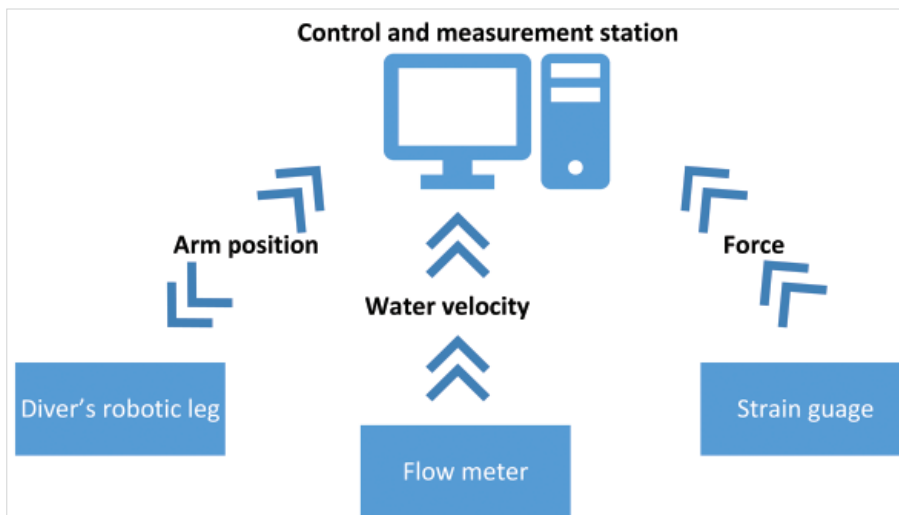 Control and measurement station
Arm position
Force
Water velocity
Diver's robotic leg
Strain guage
Flow meter